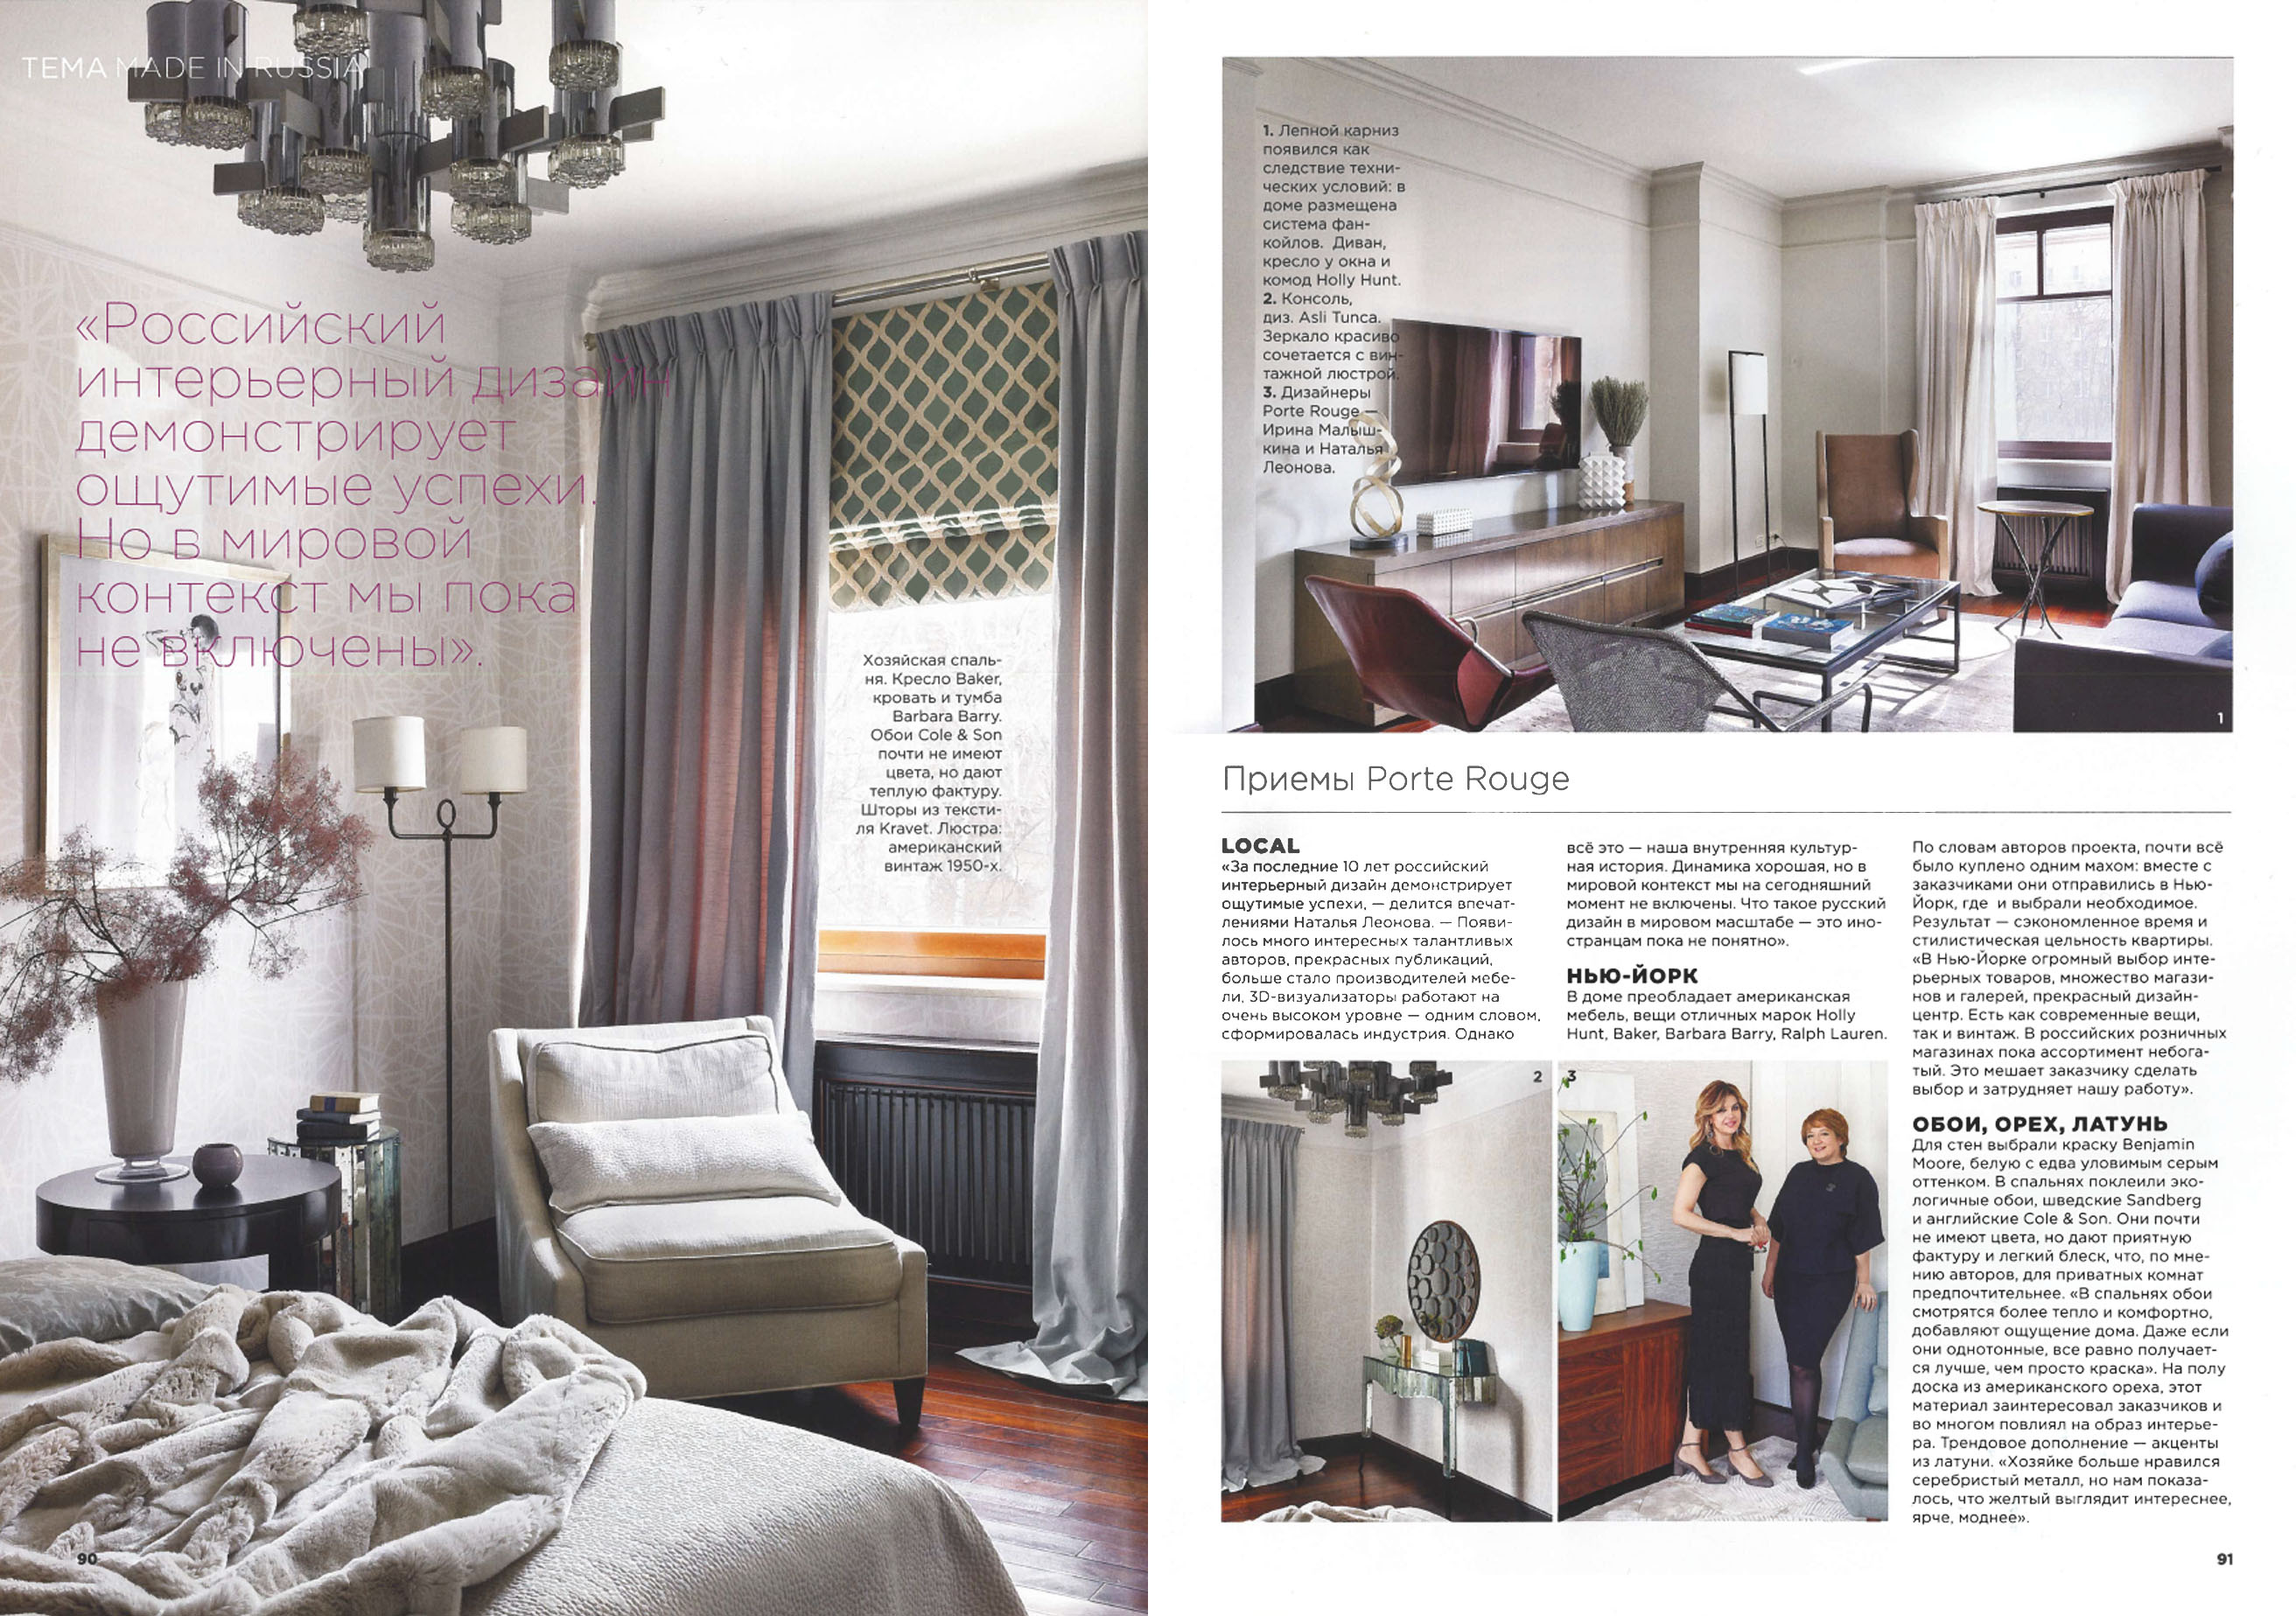 ТЕМА MADE IN RUSSIA
«Российский
интерьерный дизайн
демонстрирует
ощутимые успехи.
Но в мировой
контекст мы пока
не включены».
Хозяйская спаль-
ня. Кресло Baker,
кровать и тумба
Barbara Barry.
Обои Cole & Son
почти не имеют
цвета, но дают
теплую фактуру.
Шторы из тексти-
ля Kravet. Люстра:
американский
винтаж 1950-х.
90
1. Лепной карниз
появился как
следствие техни-
ческих условий: в
доме размещена
система фан-
койлов. Диван,
кресло у окна и
комод Holly Hunt.
2. Консоль,
диз. Asli Tunca.
Зеркало красиво
сочетается с вин-
тажной люстрой.
3. Дизайнеры
Porte Rouge —
Ирина Малыш-
кина и Наталья
Леонова.
1
Приемы Porte Rouge
LOCAL
«За последние 10 лет российский
интерьерный дизайн демонстрирует
ощутимые успехи, — делится впечат-
лениями Наталья Леонова. — Появи-
лось много интересных талантливых
авторов, прекрасных публикаций,
больше стало производителей мебе-
ли, 3D-визуализаторы работают на
очень высоком уровне — одним словом,
сформировалась индустрия. Однако
всё это — наша внутренняя культур-
ная история. Динамика хорошая, но в
мировой контекст мы на сегодняшний
момент не включены. Что такое русский
дизайн в мировом масштабе — это ино-
странцам пока не понятно».
НЬЮ-ЙОРК
В доме преобладает американская
мебель, вещи отличных марок Holly
Hunt, Baker, Barbara Barry, Ralph Lauren.
По словам авторов проекта, почти всё
было куплено одним махом: вместе с
заказчиками они отправились в Нью-
Йорк, где и выбрали необходимое.
Результат — сэкономленное время и
стилистическая цельность квартиры.
«В Нью-Йорке огромный выбор инте-
рьерных товаров, множество магази-
нов и галерей, прекрасный дизайн-
центр. Есть как современные вещи,
так и винтаж. В российских розничных
магазинах пока ассортимент небога-
тый. Это мешает заказчику сделать
выбор и затрудняет нашу работу».
ОБОИ, ОРЕХ, ЛАТУНЬ
Для стен выбрали краску Benjamin
Moore, белую с едва уловимым серым
оттенком. В спальнях поклеили эко-
логичные обои, шведские Sandberg
и английские Cole & Son. Они почти
не имеют цвета, но дают приятную
фактуру и легкий блеск, что, по мне-
нию авторов, для приватных комнат
предпочтительнее. «В спальнях обои
смотрятся более тепло и комфортно,
добавляют ощущение дома. Даже если
они однотонные, все равно получает-
ся лучше, чем просто краска». На полу
доска из американского ореха, этот
материал заинтересовал заказчиков и
во многом повлиял на образ интерье-
ра. Трендовое дополнение — акценты
из латуни. «Хозяйке больше нравился
серебристый металл, но нам показа-
лось, что желтый выглядит интереснее,
ярче, моднее».
2
3
91